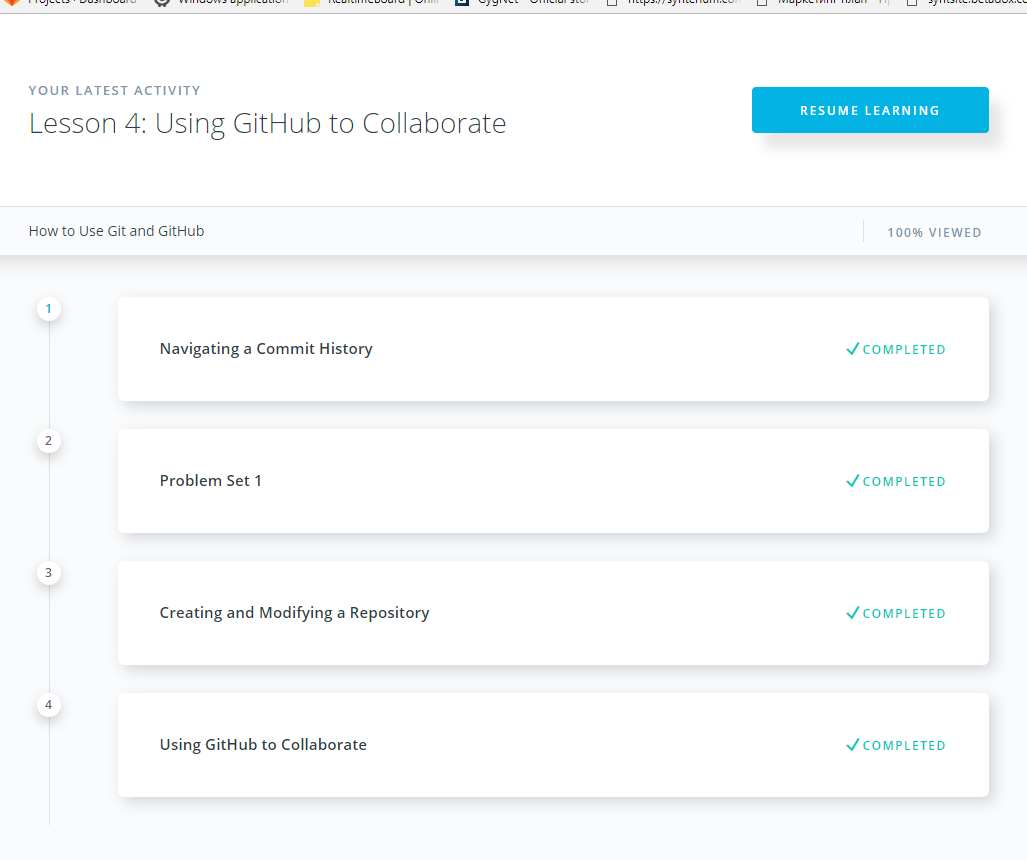 Projects · Dashboard Windows application Realtimeboard | Onli CygNet - Official sto https://synterium.co Маркетинг план - syntsite.betadox.c
YOUR LATEST ACTIVITY
Lesson 4: Using GitHub to Collaborate
RESUME LEARNING
How to Use Git and GitHub
100% VIEWED
1
Navigating a Commit History
✓ COMPLETED
2
Problem Set 1
✓ COMPLETED
3
Creating and Modifying a Repository
✓ COMPLETED
4
Using GitHub to Collaborate
✓ COMPLETED